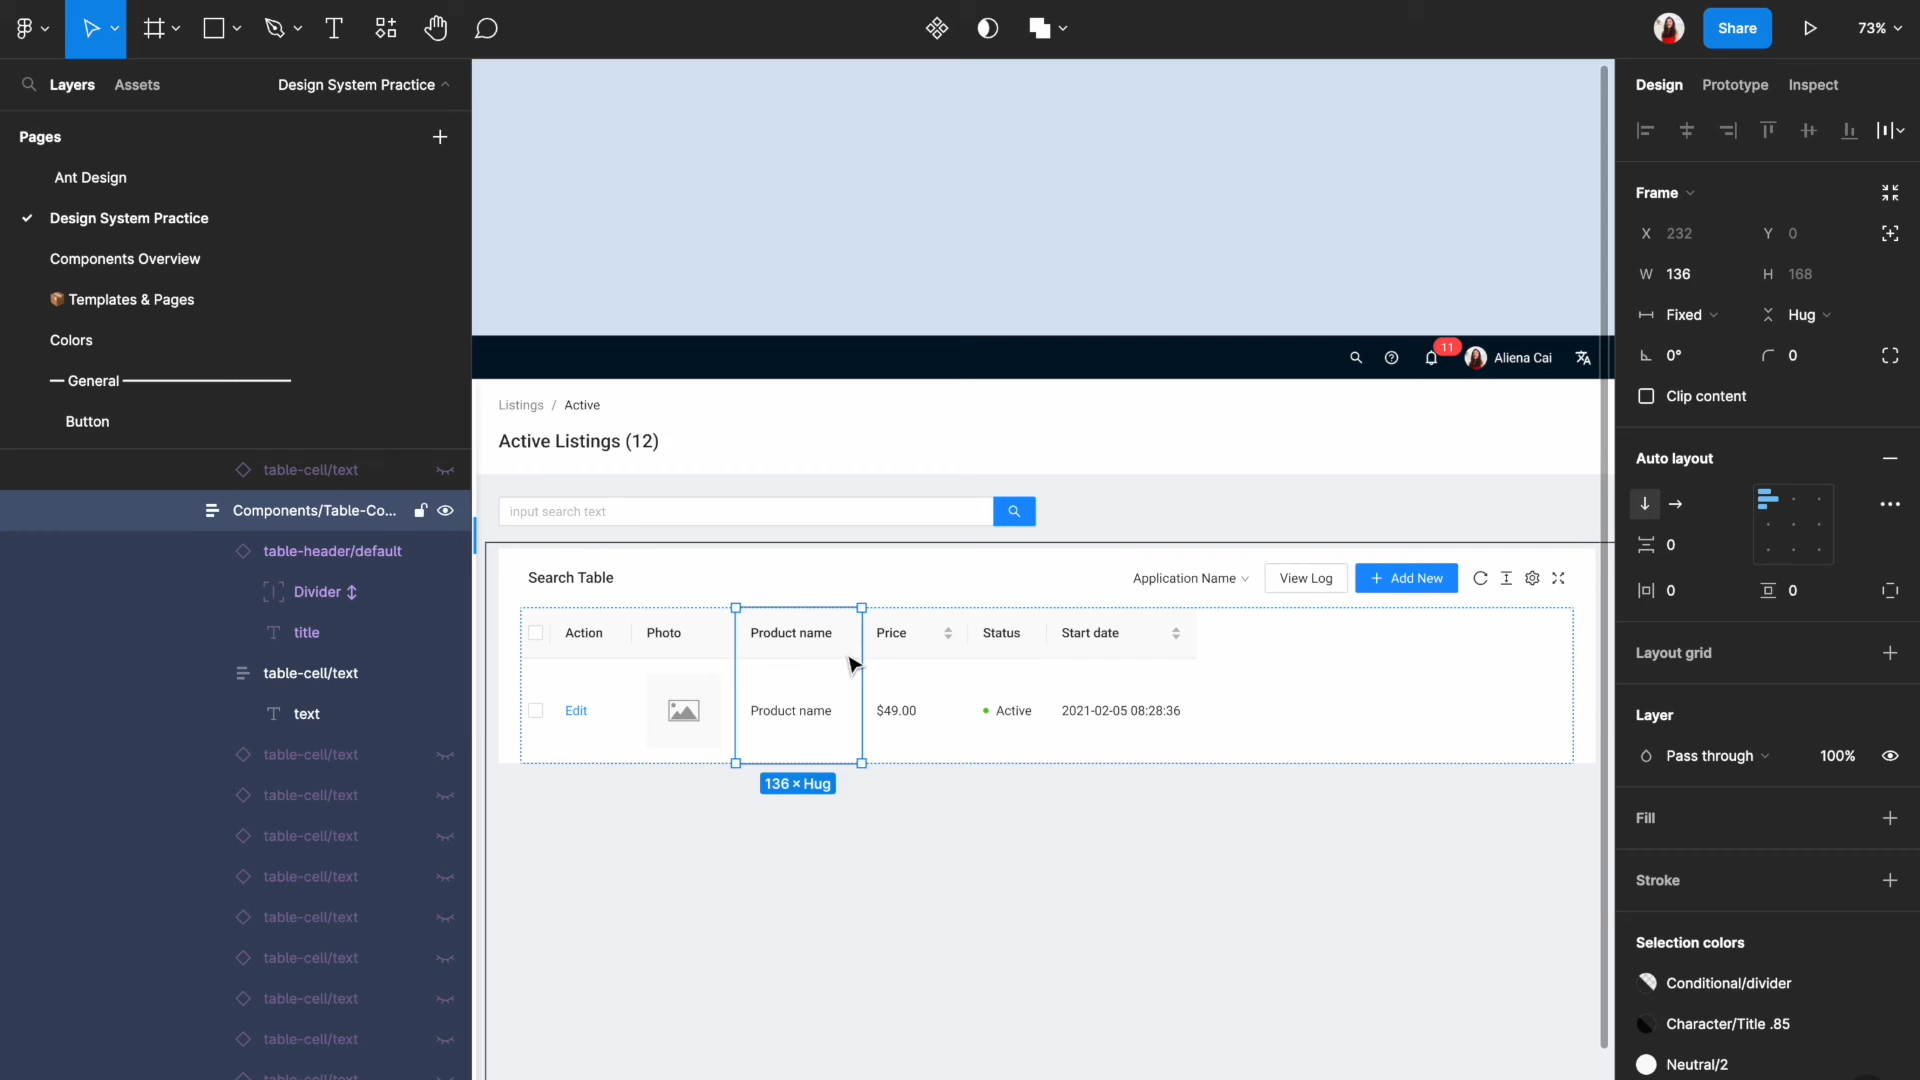 Share
73%
Layers
Assets
Design System Practice
Pages
Ant Design
Design System Practice
Components Overview
📦 Templates & Pages
Colors
— General ———————————
Button
table-cell/text
Components/Table-Co...
table-header/default
Divider ↕
title
table-cell/text
text
table-cell/text
table-cell/text
table-cell/text
table-cell/text
table-cell/text
table-cell/text
table-cell/text
table-cell/text
table-cell/text
11
Aliena Cai
Listings / Active
Active Listings (12)
input search text
Search Table
Application Name
View Log
+ Add New
Action Photo Product name Price Status Start date
Edit Product name $49.00 Active 2021-02-05 08:28:36
136 × Hug
Design Prototype Inspect
Frame
X 232 Y 0
W 136 H 168
Fixed Hug
0° 0
Clip content
Auto layout
0
0 0
Layout grid
Layer
Pass through 100%
Fill
Stroke
Selection colors
Conditional/divider
Character/Title .85
Neutral/2